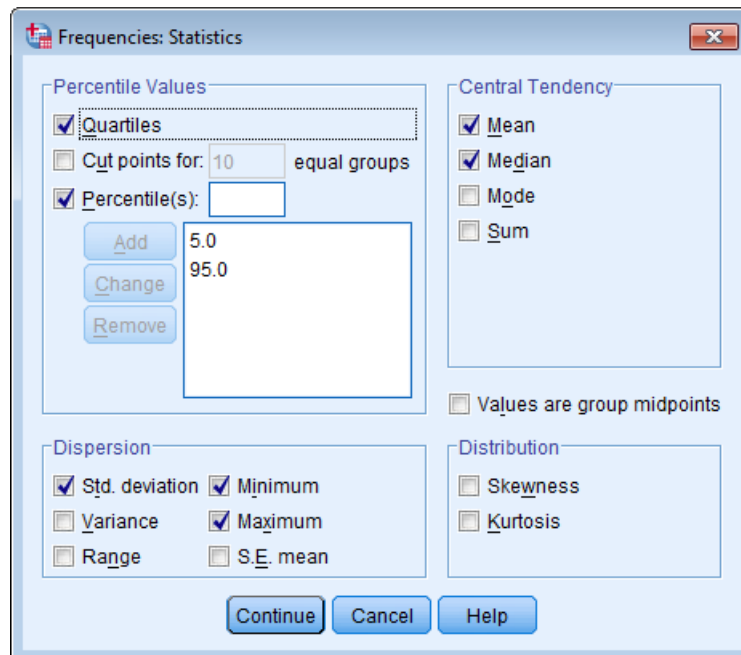 Frequencies: Statistics
Percentile Values
Quartiles
Cut points for: 10 equal groups
Percentile(s):
Add
Change
Remove
5.0
95.0
Central Tendency
Mean
Median
Mode
Sum
Values are group midpoints
Dispersion
Std. deviation Minimum
Variance Maximum
Range S.E. mean
Distribution
Skewness
Kurtosis
Continue Cancel Help